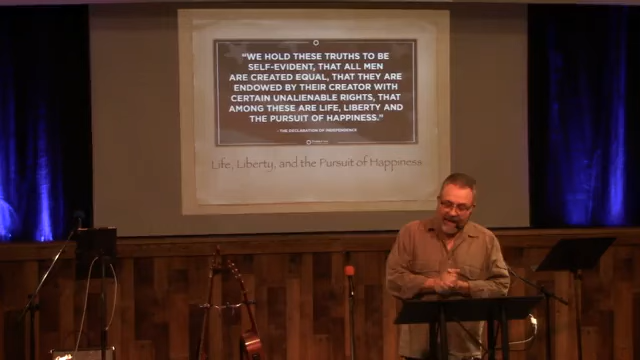 “WE HOLD THESE TRUTHS TO BE
SELF-EVIDENT, THAT ALL MEN
ARE CREATED EQUAL, THAT THEY ARE
ENDOWED BY THEIR CREATOR WITH
CERTAIN UNALIENABLE RIGHTS, THAT
AMONG THESE ARE LIFE, LIBERTY AND
THE PURSUIT OF HAPPINESS.”
- THE DECLARATION OF INDEPENDENCE
Life, Liberty, and the Pursuit of Happiness